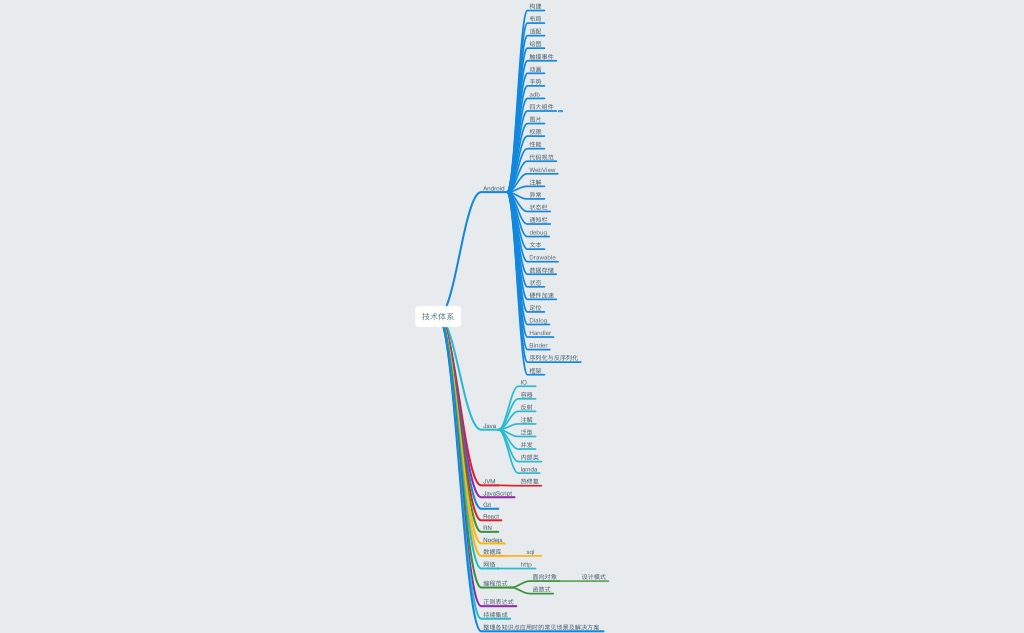 构建
布局
适配
绘图
触摸事件
动画
手势
adb
四大组件
图片
权限
性能
代码规范
WebView
注解
异常
状态栏
通知栏
debug
文本
Drawable
数据存储
状态
硬件加速
定位
Dialog
Handler
Binder
序列化与反序列化
框架
Android
技术体系
IO
容器
反射
注解
泛型
并发
内部类
lamda
Java
JVM
热修复
JavaScript
Git
React
RN
Nodejs
数据库
sql
网络
http
编程范式
面向对象
设计模式
函数式
正则表达式
持续集成
整理各知识点应用时的常见场景及解决方案